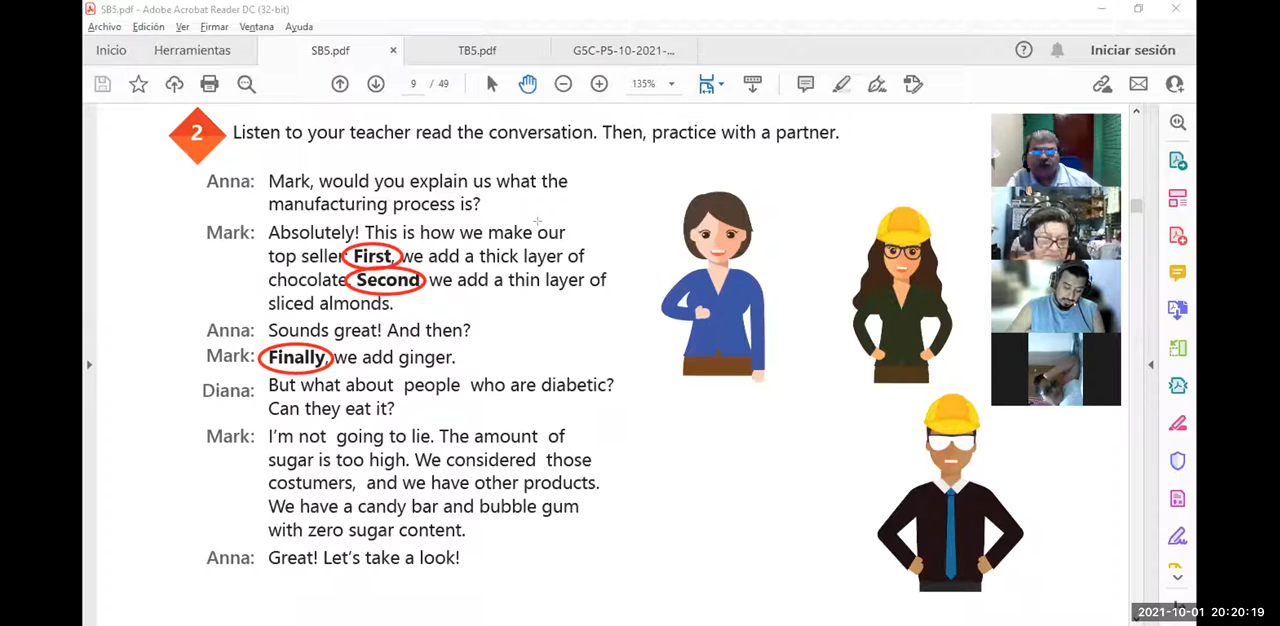 SB5.pdf - Adobe Acrobat Reader DC (32-bit)
Archivo Edición Ver Firmar Ventana Ayuda
Inicio Herramientas SB5.pdf × TB5.pdf G5C-P5-10-2021-... Iniciar sesión
9 / 49 135%
2 Listen to your teacher read the conversation. Then, practice with a partner.
Anna: Mark, would you explain us what the
manufacturing process is?
Mark: Absolutely! This is how we make our
top seller First, we add a thick layer of
chocolate Second we add a thin layer of
sliced almonds.
Anna: Sounds great! And then?
Mark: Finally, we add ginger.
Diana: But what about people who are diabetic?
Can they eat it?
Mark: I'm not going to lie. The amount of
sugar is too high. We considered those
costumers, and we have other products.
We have a candy bar and bubble gum
with zero sugar content.
Anna: Great! Let's take a look!
2021-10-01 20:20:19